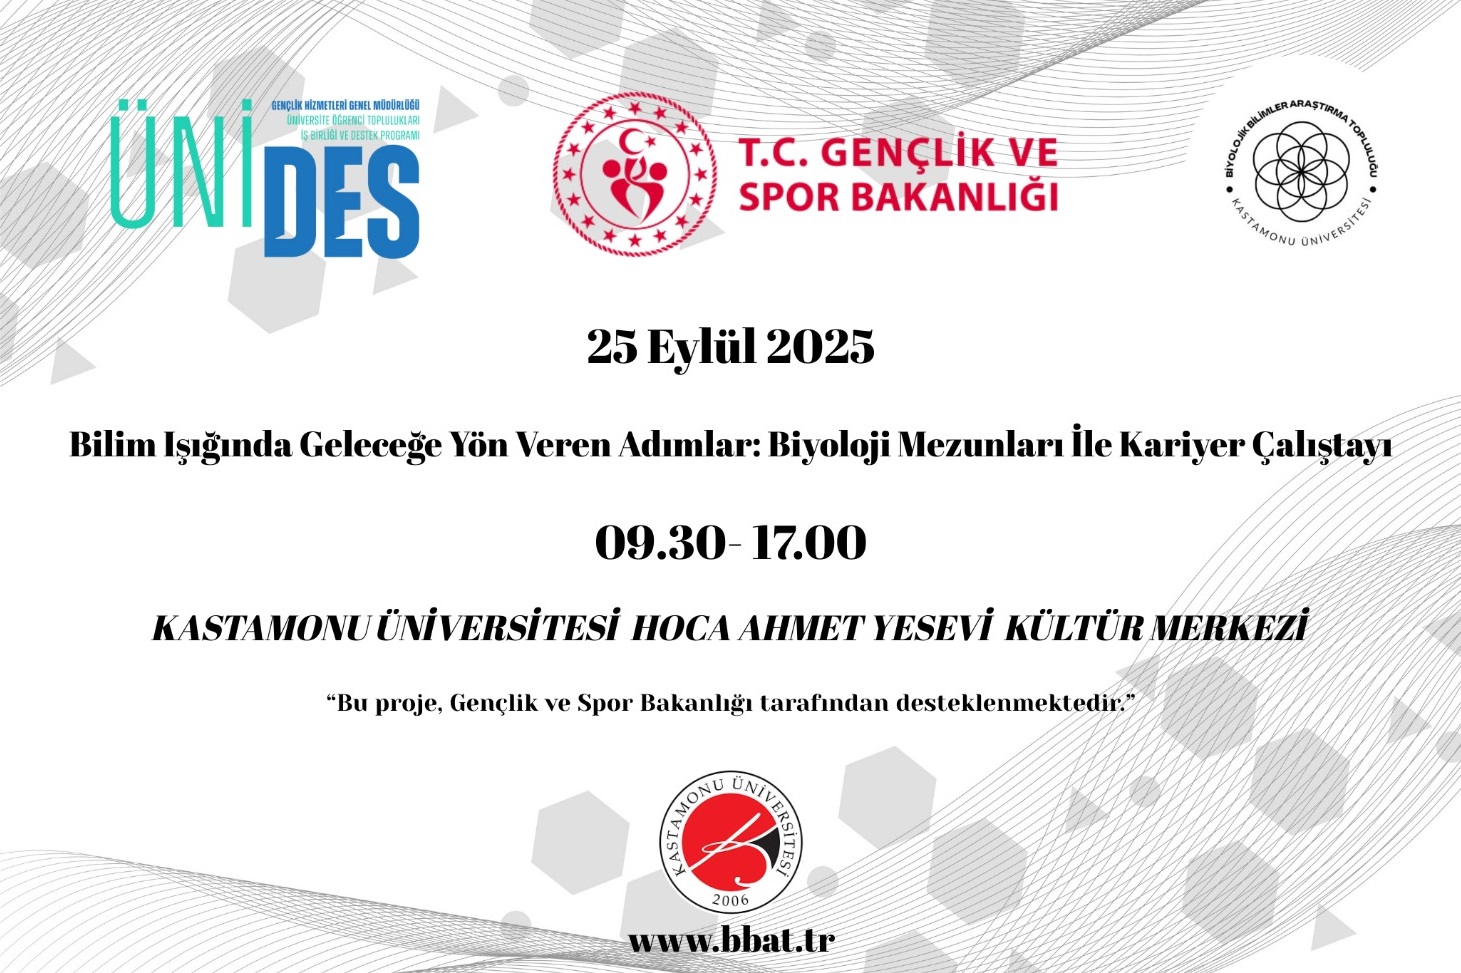 ÜNİDES
GENÇLİK HİZMETLERİ GENEL MÜDÜRLÜĞÜ
ÜNİVERSİTE ÖĞRENCİ TOPLULUKLARI
İŞ BİRLİĞİ VE DESTEK PROGRAMI
T.C. GENÇLİK VE
SPOR BAKANLIĞI
BİYOLOJİK BİLİMLER ARAŞTIRMA TOPLULUĞU
KASTAMONU ÜNİVERSİTESİ
25 Eylül 2025
Bilim Işığında Geleceğe Yön Veren Adımlar: Biyoloji Mezunları İle Kariyer Çalıştayı
09.30- 17.00
KASTAMONU ÜNİVERSİTESİ HOCA AHMET YESEVİ KÜLTÜR MERKEZİ
“Bu proje, Gençlik ve Spor Bakanlığı tarafından desteklenmektedir.”
KASTAMONU ÜNİVERSİTESİ
2006
www.bbat.tr